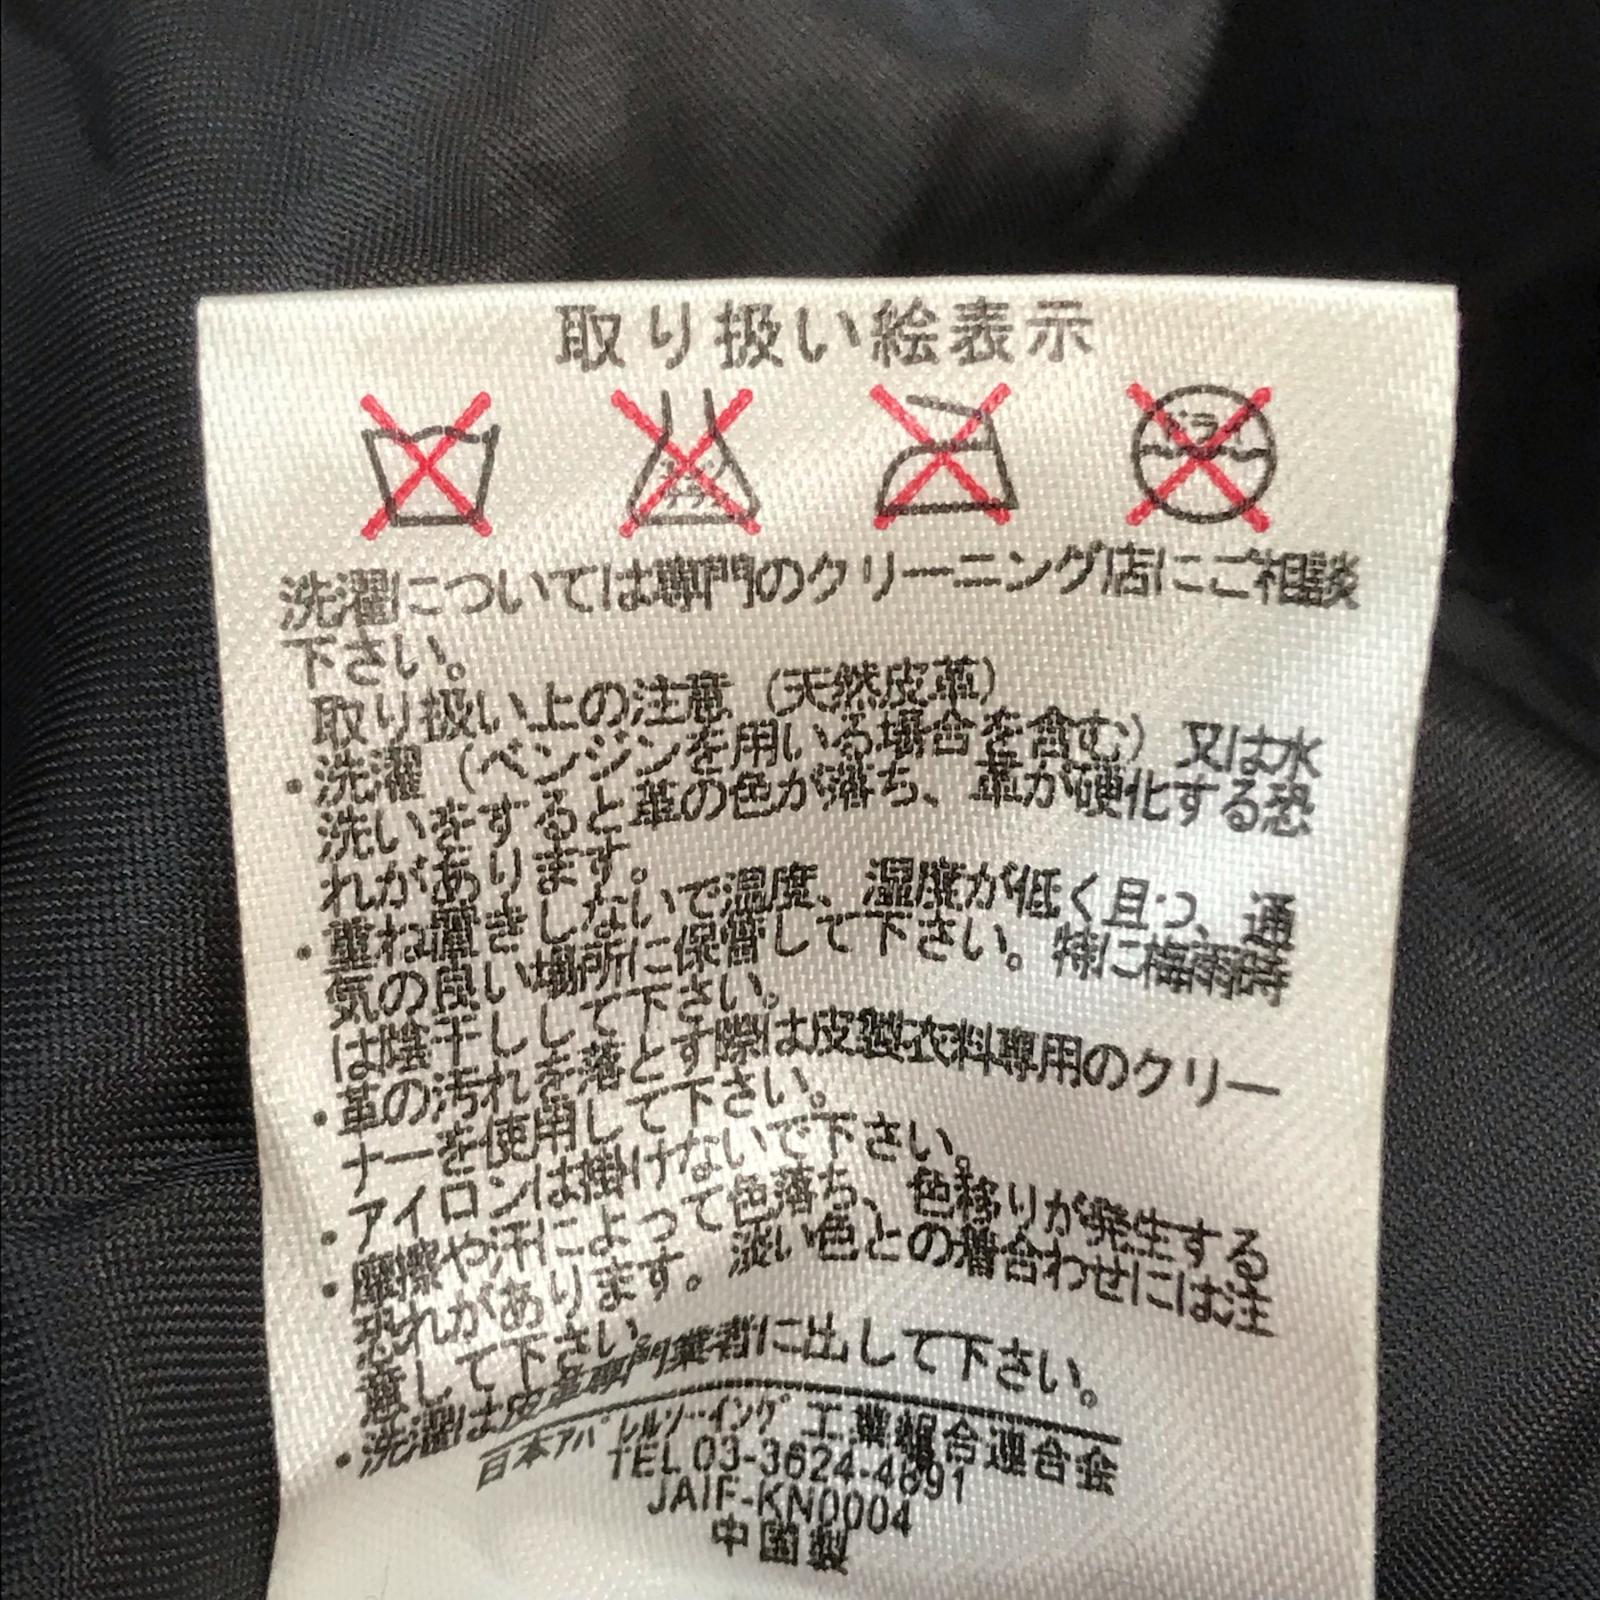 取り扱い絵表示
エンソ
サラシ
ドライ
洗濯については専門のクリーニング店にご相談
下さい。
取り扱い上の注意（天然皮革）
・洗濯（ベンジンを用いる場合を含む）又は水
洗いをすると革の色が落ち、革が硬化する恐
れがあります。
・重ね置きしないで温度、湿度が低く且つ、通
気の良い場所に保管して下さい。特に梅雨時
は陰干しして下さい。
・革の汚れを落とす際は皮製衣料専用のクリー
ナーを使用して下さい。
・アイロンは掛けないで下さい。
・摩擦や汗によって色落ち、色移りが発生する
恐れがあります。淡い色との組合わせには注
意して下さい。
・洗濯は皮革専門業者に出して下さい。
日本アパレルソーイング工業組合連合会
TEL 03-3624-4691
JAIF-KN0004
中国製